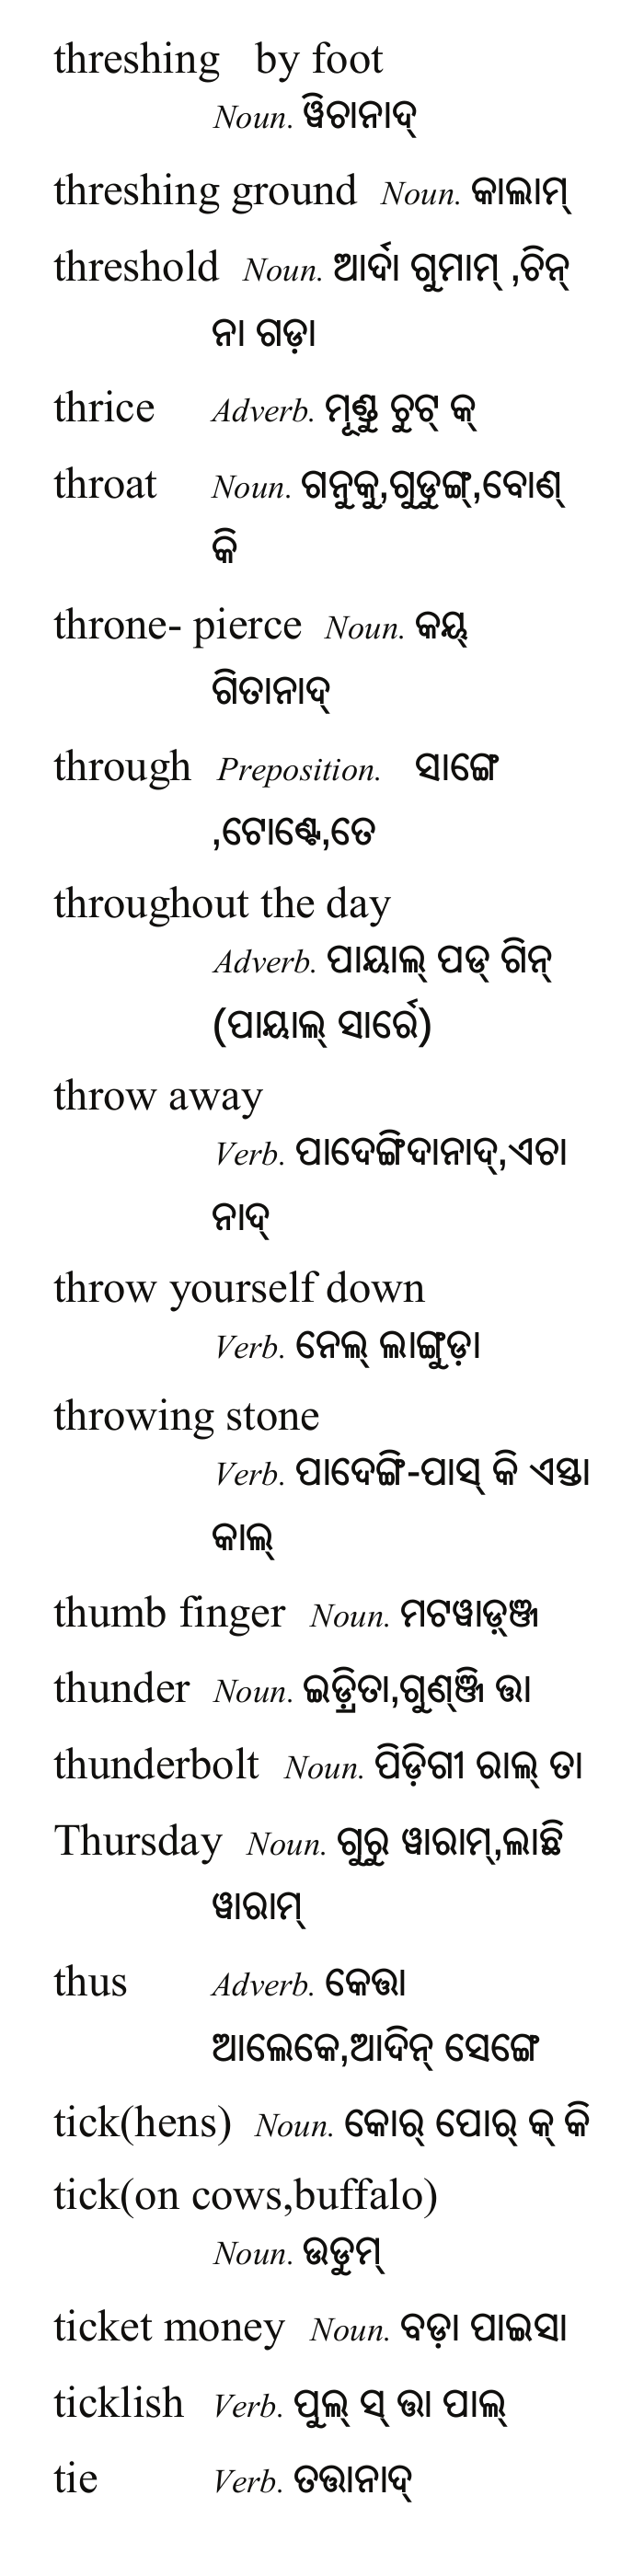 threshing by foot
Noun. ୱିଚାନାଦ୍
threshing ground Noun. କାଲାମ୍
threshold Noun. ଆର୍ଦା ଗୁମାମ୍ ,ଚିନ୍
ନା ଗଡ଼ା
thrice Adverb. ମୂଣ୍ଡୁ ଚୁଟ୍ କ୍
throat Noun. ଗନୁକୁ,ଗୁଡୁଙ୍ଗ୍,ବୋଣ୍
କି
throne- pierce Noun. କୟ୍
ଗିତାନାଦ୍
through Preposition. ସାଙ୍ଗେ
,ଟୋଣ୍ଟେ,ତେ
throughout the day
Adverb. ପାୟାଲ୍ ପଡ୍ ଗିନ୍
(ପାୟାଲ୍ ସାର୍ରେ)
throw away
Verb. ପାଦେଙ୍ଗିଦାନାଦ୍,ଏଚା
ନାଦ୍
throw yourself down
Verb. ନେଲ୍ ଲାଙ୍ଗୁଡ଼ା
throwing stone
Verb. ପାଦେଙ୍ଗି-ପାସ୍ କି ଏସ୍ତା
କାଲ୍
thumb finger Noun. ମଟୱାଡ଼୍ଞ୍ଜ
thunder Noun. ଇଡ଼୍ରିତା,ଗୁଣ୍ଞ୍ଜି ତ୍ତା
thunderbolt Noun. ପିଡ଼ିଗୀ ରାଲ୍ ତା
Thursday Noun. ଗୁରୁ ୱାରାମ୍,ଲାଛି
ୱାରାମ୍
thus Adverb. କେତ୍ତା
ଆଲେକେ,ଆଦିନ୍ ସେଙ୍ଗେ
tick(hens) Noun. କୋର୍ ପୋର୍ କ୍ କି
tick(on cows,buffalo)
Noun. ଉଡୁମ୍
ticket money Noun. ବଡ଼ା ପାଇସା
ticklish Verb. ପୁଲ୍ ସ୍ ତ୍ତା ପାଲ୍
tie Verb. ତତ୍ତାନାଦ୍